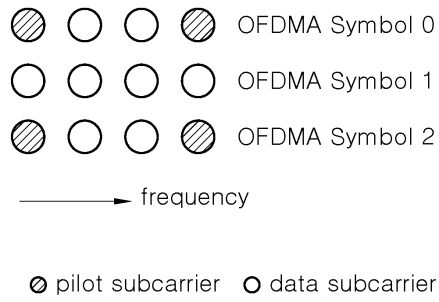 OFDMA Symbol 0
OFDMA Symbol 1
OFDMA Symbol 2
frequency
pilot subcarrier data subcarrier